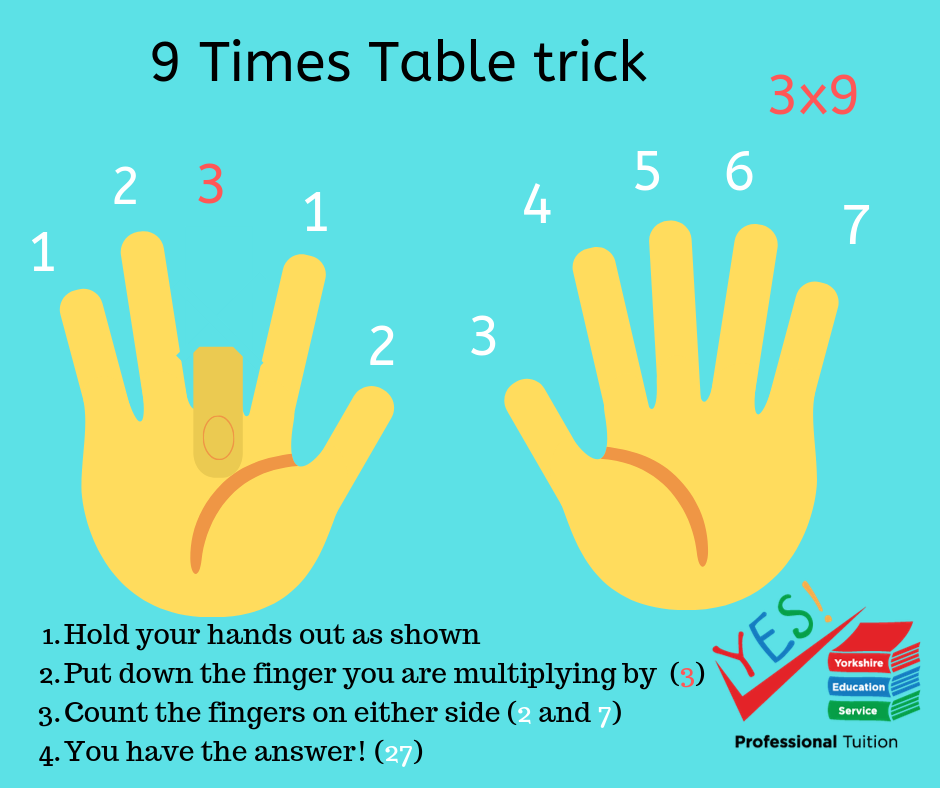 9 Times Table trick
3x9
1 2 3 1 2
3 4 5 6 7
1. Hold your hands out as shown
2. Put down the finger you are multiplying by (3)
3. Count the fingers on either side (2 and 7)
4. You have the answer! (27)
YES!
Yorkshire
Education
Service
Professional Tuition